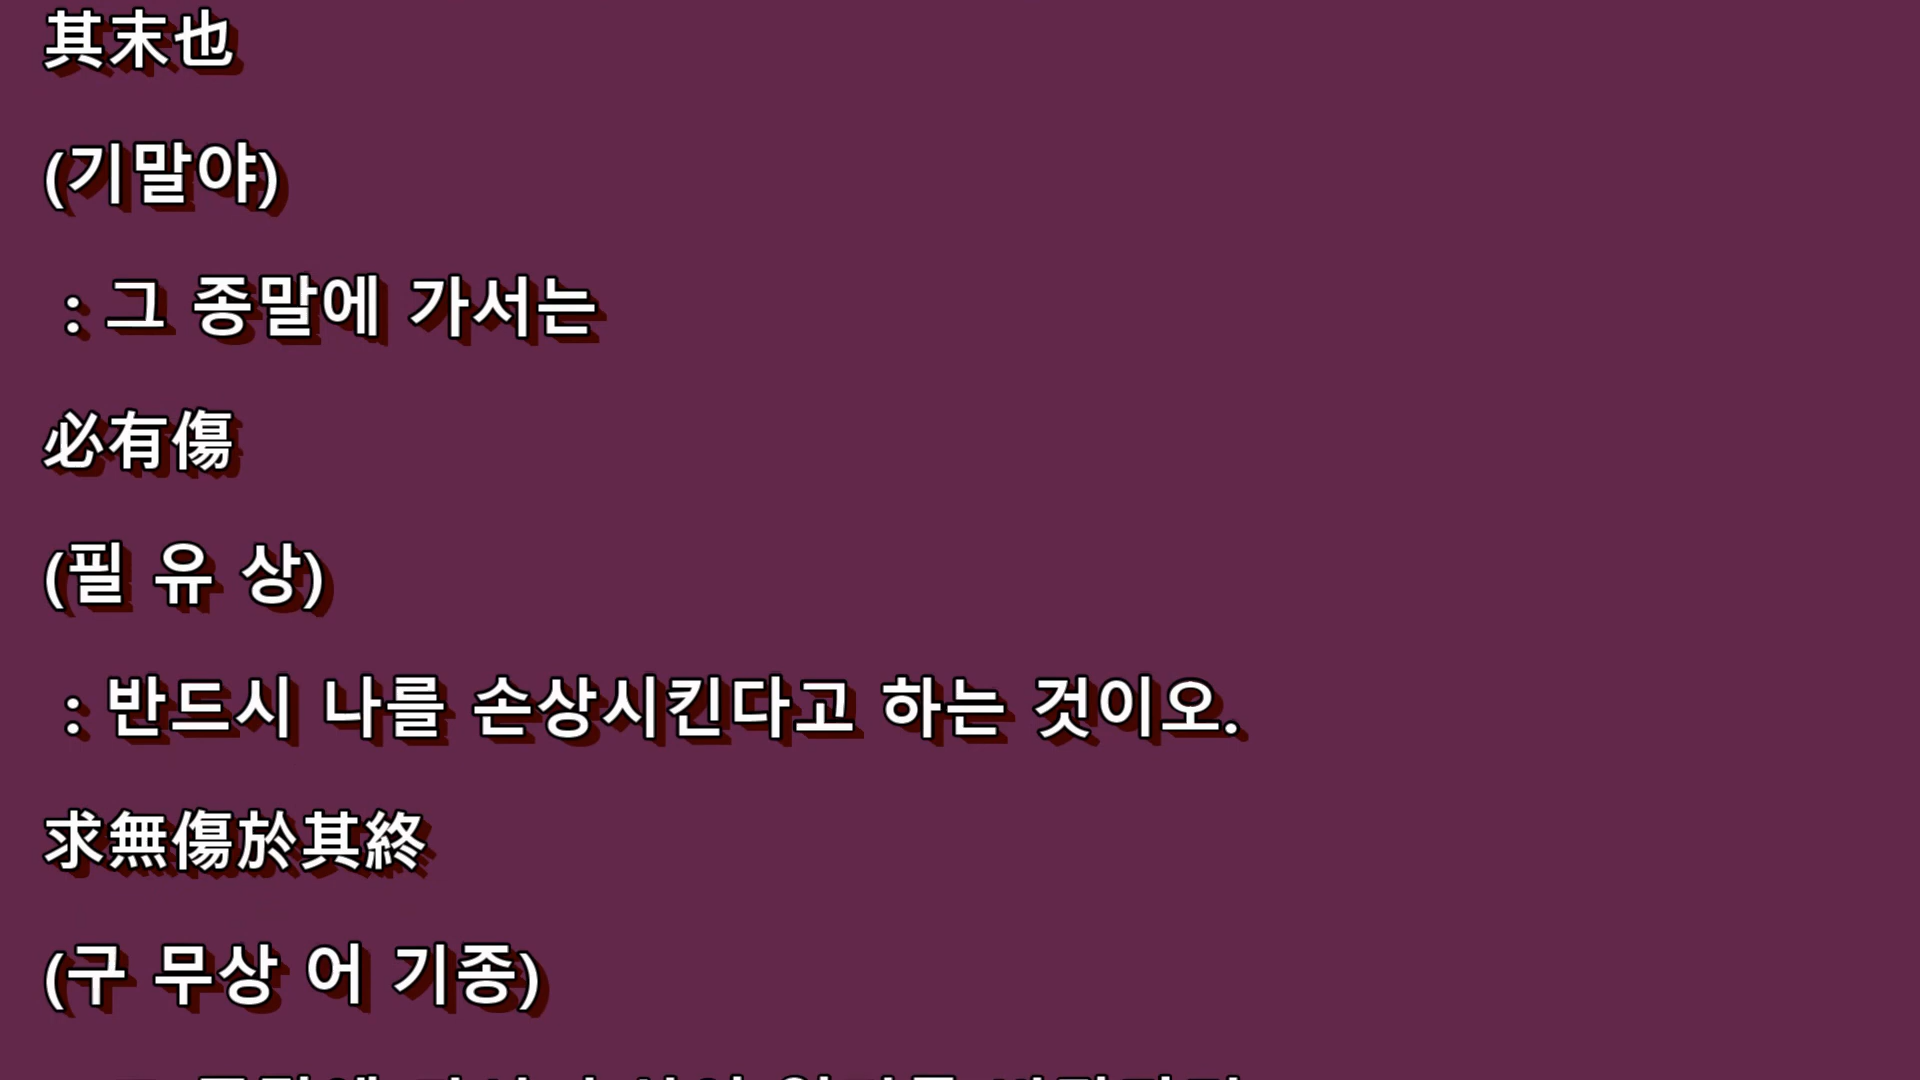 其末也
(기말야)
: 그 종말에 가서는
必有傷
(필 유 상)
: 반드시 나를 손상시킨다고 하는 것이오.
求無傷於其終
(구 무상 어 기종)